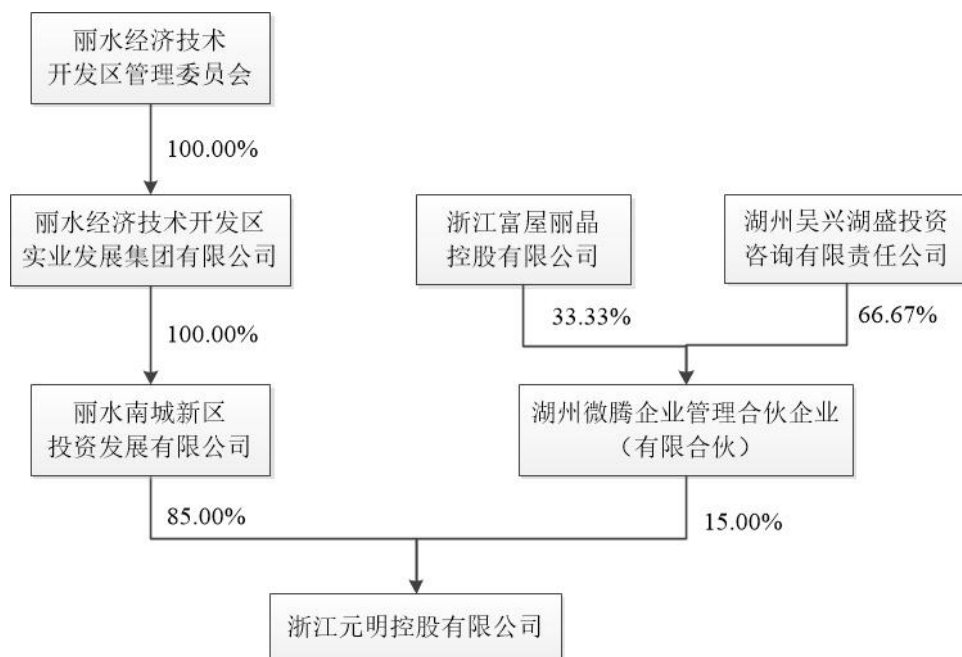 丽水经济技术
开发区管理委员会
100.00%
丽水经济技术开发区
实业发展集团有限公司
浙江富屋丽晶
控股有限公司
湖州吴兴湖盛投资
咨询有限责任公司
100.00%
33.33%
66.67%
丽水南城新区
投资发展有限公司
湖州微腾企业管理合伙企业
（有限合伙）
85.00%
15.00%
浙江元明控股有限公司